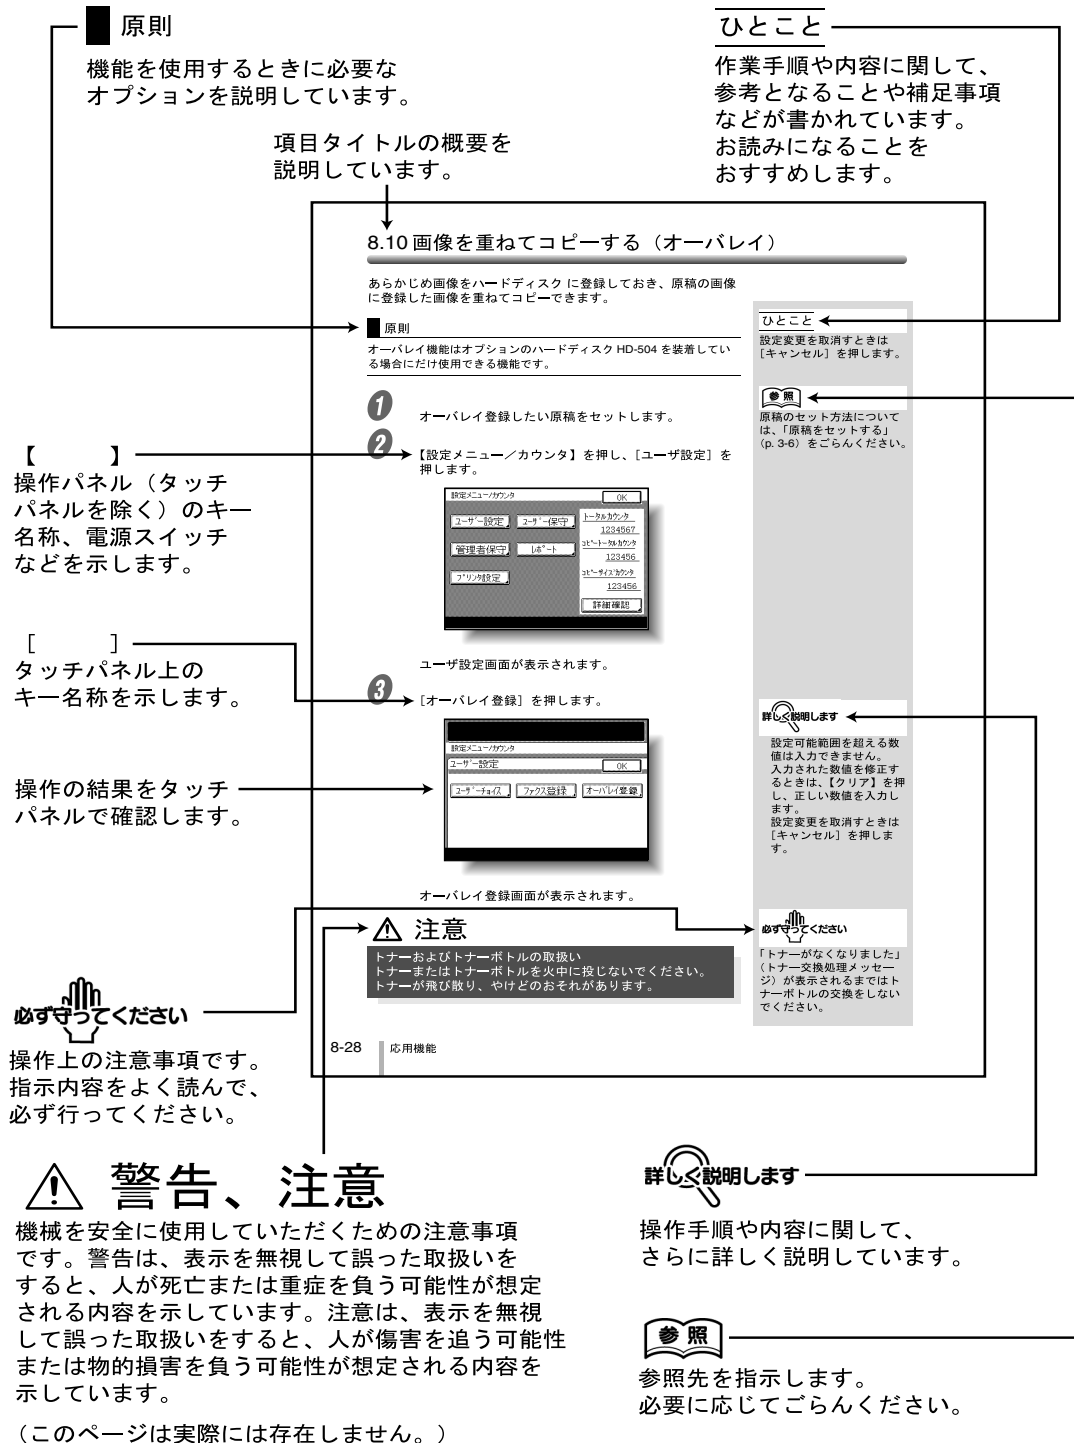 原則
機能を使用するときに必要な
オプションを説明しています。
項目タイトルの概要を
説明しています。
ひとこと
作業手順や内容に関して、
参考となることや補足事項
などが書かれています。
お読みになることを
おすすめします。
8.10 画像を重ねてコピーする（オーバレイ）
あらかじめ画像をハードディスク に登録しておき、原稿の画像
に登録した画像を重ねてコピーできます。
原則
オーバレイ機能はオプションのハードディスク HD-504 を装着してい
る場合にだけ使用できる機能です。
1
オーバレイ登録したい原稿をセットします。
2
【設定メニュー／カウンタ】を押し、［ユーザ設定］を
押します。
設定メニュー/カウンタ
OK
ユーザー設定
ユーザー保守
管理者保守
レポート
プリンタ設定
トータルカウンタ
1234567
コピートータルカウンタ
123456
コピーサイズカウンタ
123456
詳細確認
ユーザ設定画面が表示されます。
3
［オーバレイ登録］を押します。
設定メニュー/カウンタ
ユーザー設定
OK
ユーザーチョイス
ファクス登録
オーバレイ登録
オーバレイ登録画面が表示されます。
注意
トナーおよびトナーボトルの取扱い
トナーまたはトナーボトルを火中に投じないでください。
トナーが飛び散り、やけどのおそれがあります。
8-28
応用機能
ひとこと
設定変更を取消すときは
［キャンセル］を押します。
参照
原稿のセット方法について
は、「原稿をセットする」
（p. 3-6）をごらんください。
詳しく説明します
設定可能範囲を超える数
値は入力できません。
入力された数値を修正す
るときは、【クリア】を押
し、正しい数値を入力し
ます。
設定変更を取消すときは
［キャンセル］を押しま
す。
必ず守ってください
「トナーがなくなりました」
（トナー交換処理メッセー
ジ）が表示されるまではト
ナーボトルの交換をしない
でください。
【　　】
操作パネル（タッチ
パネルを除く）のキー
名称、電源スイッチ
などを示します。
［　　］
タッチパネル上の
キー名称を示します。
操作の結果をタッチ
パネルで確認します。
必ず守ってください
操作上の注意事項です。
指示内容をよく読んで、
必ず行ってください。
警告、注意
機械を安全に使用していただくための注意事項
です。警告は、表示を無視して誤った取扱いを
すると、人が死亡または重症を負う可能性が想定
される内容を示しています。注意は、表示を無視
して誤った取扱いをすると、人が傷害を追う可能性
または物的損害を負う可能性が想定される内容を
示しています。
（このページは実際には存在しません。）
詳しく説明します
操作手順や内容に関して、
さらに詳しく説明しています。
参照
参照先を指示します。
必要に応じてごらんください。